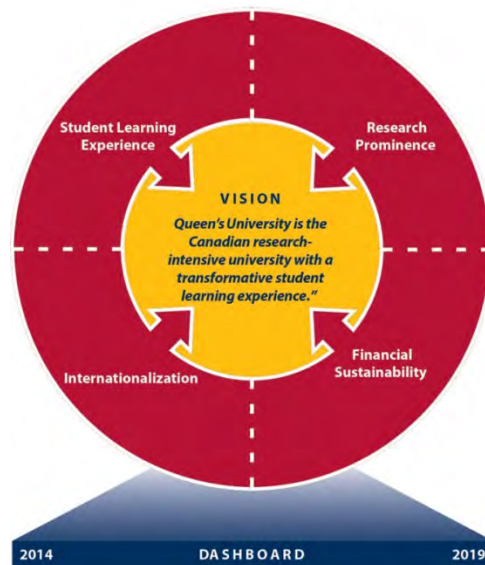 Student Learning
Experience
Research
Prominence
VISION
Queen's University is the
Canadian research-
intensive university with a
transformative student
learning experience.”
Internationalization
Financial
Sustainability
2014 DASHBOARD 2019